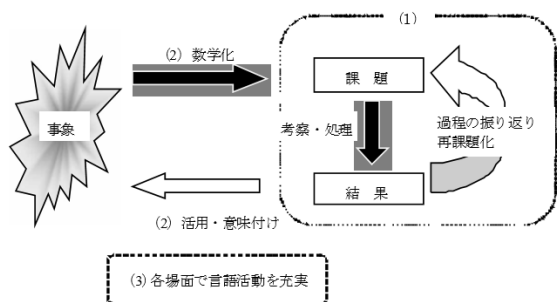 (1)
(2) 数学化
課 題
事象
考察・処理
過程の振り返り
再課題化
結 果
(2) 活用・意味付け
(3) 各場面で言語活動を充実